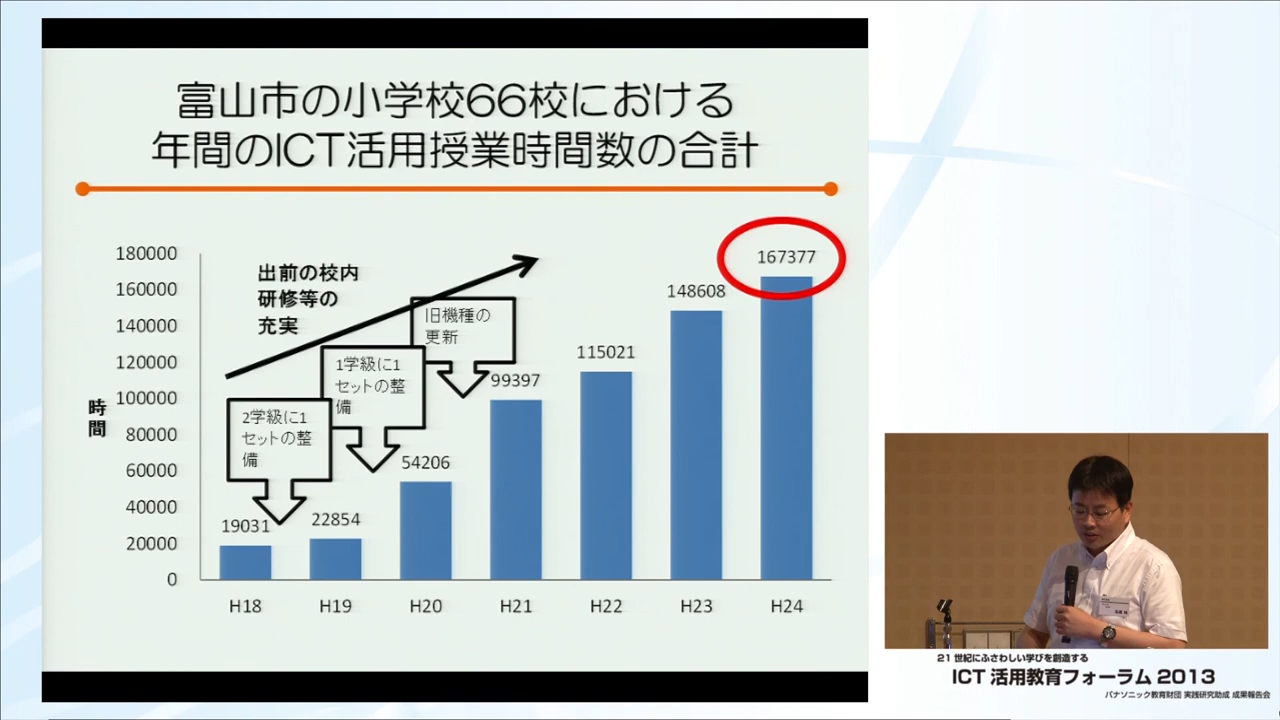 富山市の小学校66校における
年間のICT活用授業時間数の合計
時間
180000
160000
140000
120000
100000
80000
60000
40000
20000
0
出前の校内
研修等の
充実
2学級に1
セットの整
備
1学級に1
セットの整
備
旧機種の
更新
19031
22854
54206
99397
115021
148608
167377
H18
H19
H20
H21
H22
H23
H24
21世紀にふさわしい学びを創造する
ICT活用教育フォーラム2013
パナソニック教育財団 実践研究助成 成果報告会